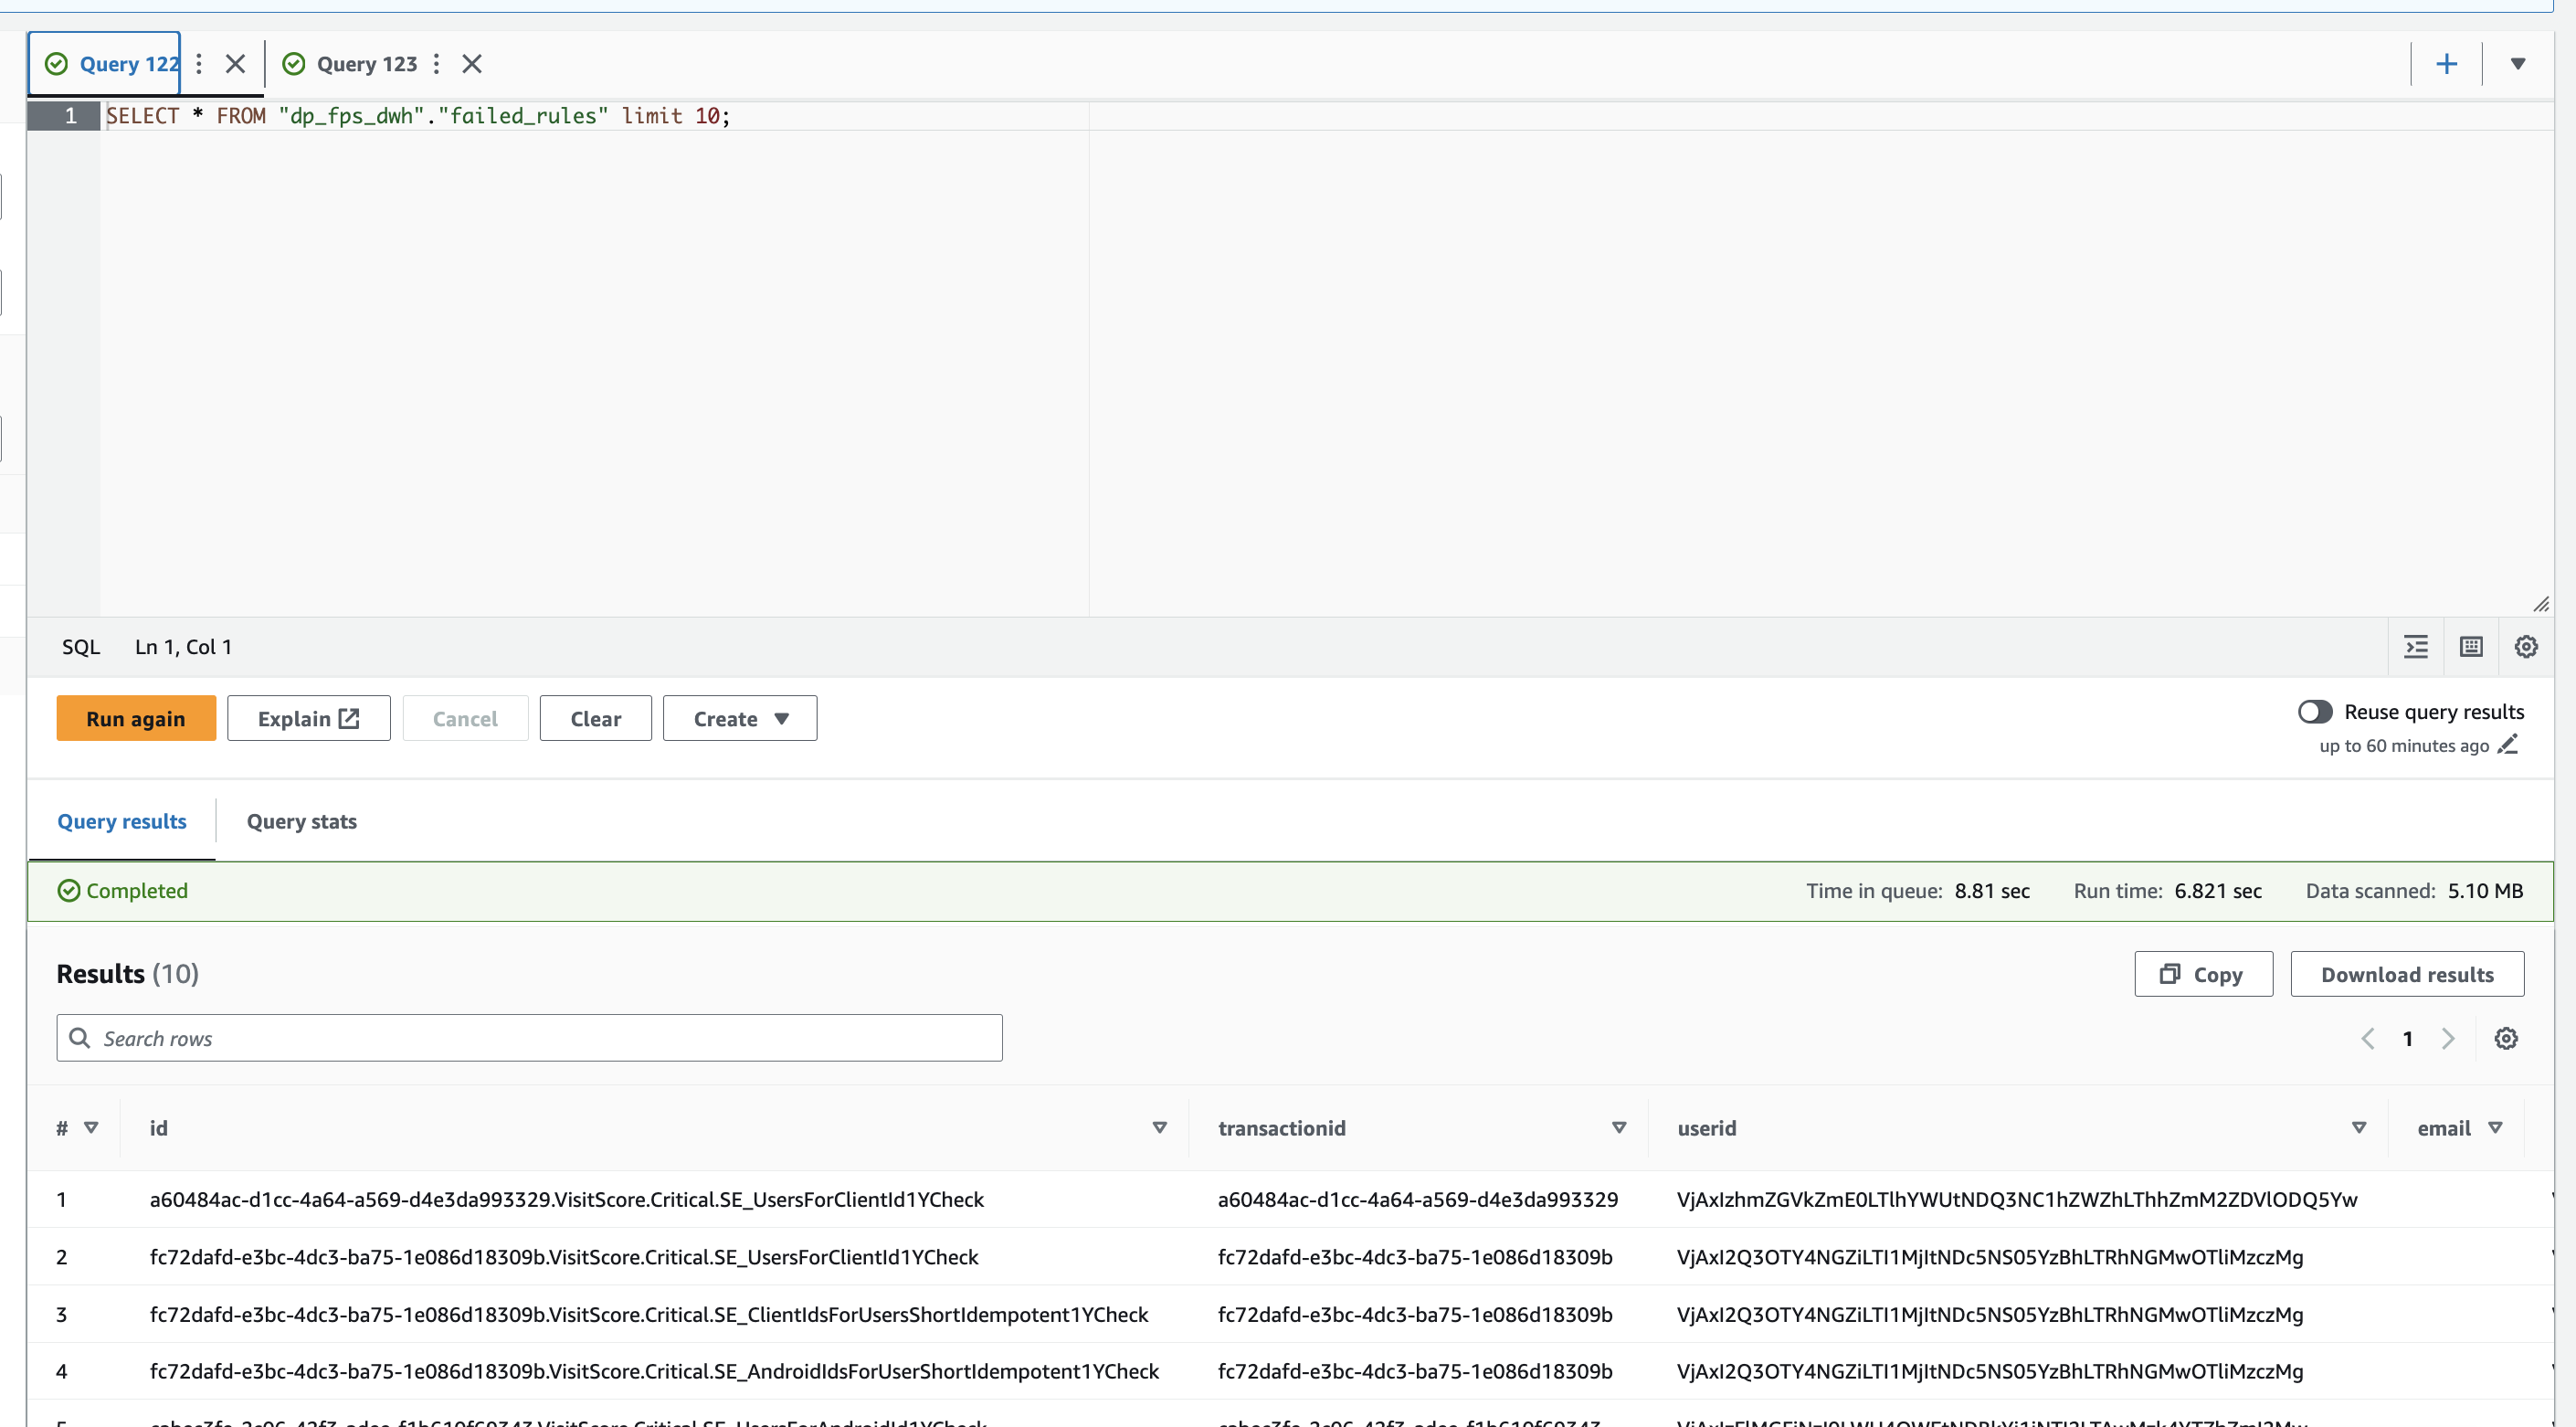 Query 122 Query 123
1 SELECT * FROM "dp_fps_dwh"."failed_rules" limit 10;
SQL Ln 1, Col 1
Run again Explain Cancel Clear Create Reuse query results
up to 60 minutes ago
Query results Query stats
Completed Time in queue: 8.81 sec Run time: 6.821 sec Data scanned: 5.10 MB
Results (10) Copy Download results
Search rows 1
# id transactionid userid email
1 a60484ac-d1cc-4a64-a569-d4e3da993329.VisitScore.Critical.SE_UsersForClientId1YCheck a60484ac-d1cc-4a64-a569-d4e3da993329 VjAxIzhmZGVkZmE0LTlhYWUtNDQ3NC1hZWZhLThhZmM2ZDVlODQ5Yw
2 fc72dafd-e3bc-4dc3-ba75-1e086d18309b.VisitScore.Critical.SE_UsersForClientId1YCheck fc72dafd-e3bc-4dc3-ba75-1e086d18309b VjAxI2Q3OTY4NGZiLTI1MjItNDc5NS05YzBhLTRhNGMwOTliMzczMg
3 fc72dafd-e3bc-4dc3-ba75-1e086d18309b.VisitScore.Critical.SE_ClientIdsForUsersShortIdempotent1YCheck fc72dafd-e3bc-4dc3-ba75-1e086d18309b VjAxI2Q3OTY4NGZiLTI1MjItNDc5NS05YzBhLTRhNGMwOTliMzczMg
4 fc72dafd-e3bc-4dc3-ba75-1e086d18309b.VisitScore.Critical.SE_AndroidIdsForUserShortIdempotent1YCheck fc72dafd-e3bc-4dc3-ba75-1e086d18309b VjAxI2Q3OTY4NGZiLTI1MjItNDc5NS05YzBhLTRhNGMwOTliMzczMg